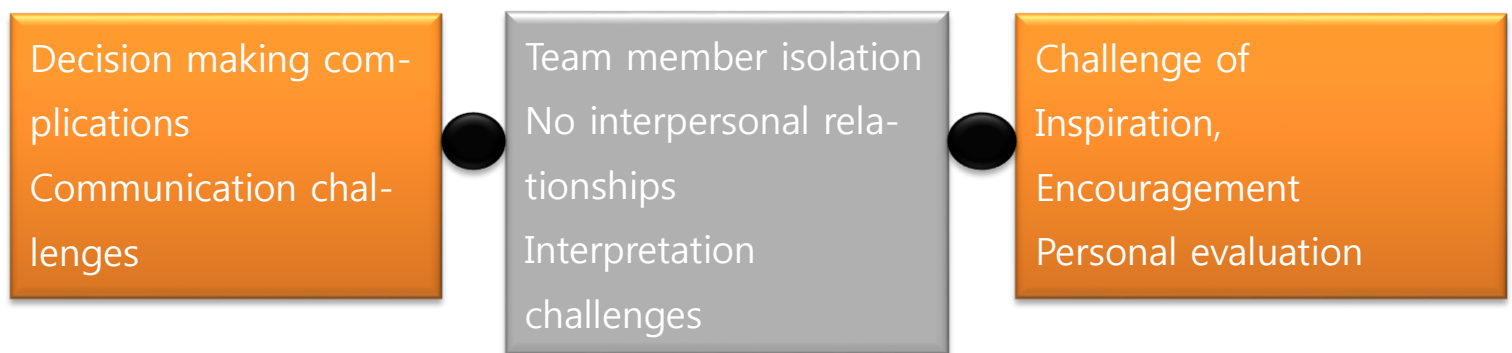 Decision making com-
plications
Communication chal-
lenges
Team member isolation
No interpersonal rela-
tionships
Interpretation
challenges
Challenge of
Inspiration,
Encouragement
Personal evaluation